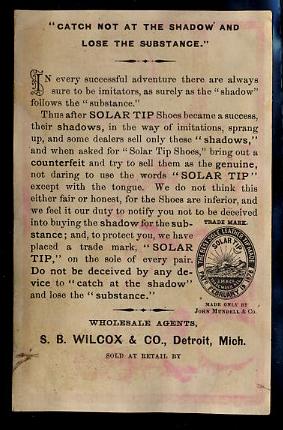 "CATCH NOT AT THE SHADOW AND
LOSE THE SUBSTANCE."
IN every successful adventure there are always
sure to be imitators, as surely as the "shadow"
follows the "substance."
Thus after SOLAR TIP Shoes became a success,
their shadows, in the way of imitations, sprang
up, and some dealers sell only these "shadows,"
and when asked for "Solar Tip Shoes," bring out a
counterfeit and try to sell them as the genuine,
not daring to use the words "SOLAR TIP"
except with the tongue. We do not think this
either fair or honest, for the Shoes are inferior, and
we feel it our duty to notify you not to be deceived
into buying the shadow for the sub-
stance; and, to protect you, we have
placed a trade mark, "SOLAR
TIP," on the sole of every pair.
Do not be deceived by any de-
vice to "catch at the shadow"
and lose the "substance."
TRADE MARK.
SOLAR TIP
MADE ONLY BY
JOHN MUNDELL & CO.
WHOLESALE AGENTS,
S. B. WILCOX & CO., Detroit, Mich.
SOLD AT RETAIL BY